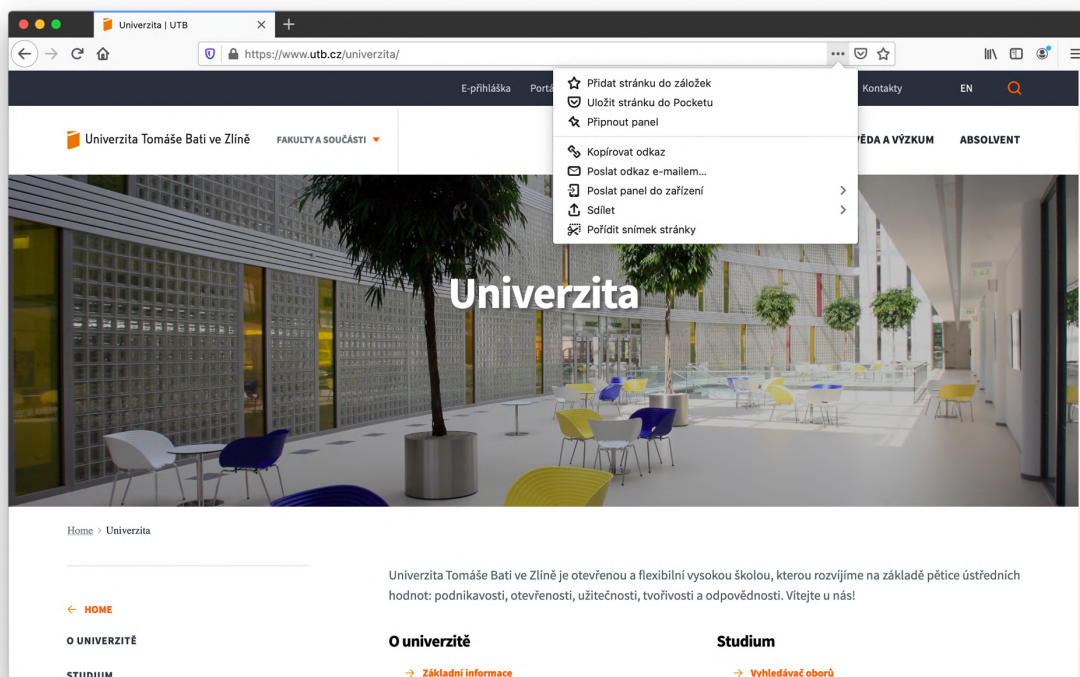 Univerzita | UTB
https://www.utb.cz/univerzita/
Přidat stránku do záložek
Uložit stránku do Pocketu
Připnout panel
Kopírovat odkaz
Poslat odkaz e-mailem...
Poslat panel do zařízení
Sdílet
Pořídit snímek stránky
E-přihláška
Kontakty
EN
Univerzita Tomáše Bati ve Zlíně
FAKULTY A SOUČÁSTI
A VÝZKUM
ABSOLVENT
Univerzita
Home > Univerzita
Univerzita Tomáše Bati ve Zlíně je otevřenou a flexibilní vysokou školou, kterou rozvíjíme na základě pětice ústředních
hodnot: podnikavosti, otevřenosti, užitečnosti, tvořivosti a odpovědnosti. Vítejte u nás!
← HOME
O UNIVERZITĚ
STUDIUM
O univerzitě
→ Základní informace
Studium
→ Vyhledávač oborů